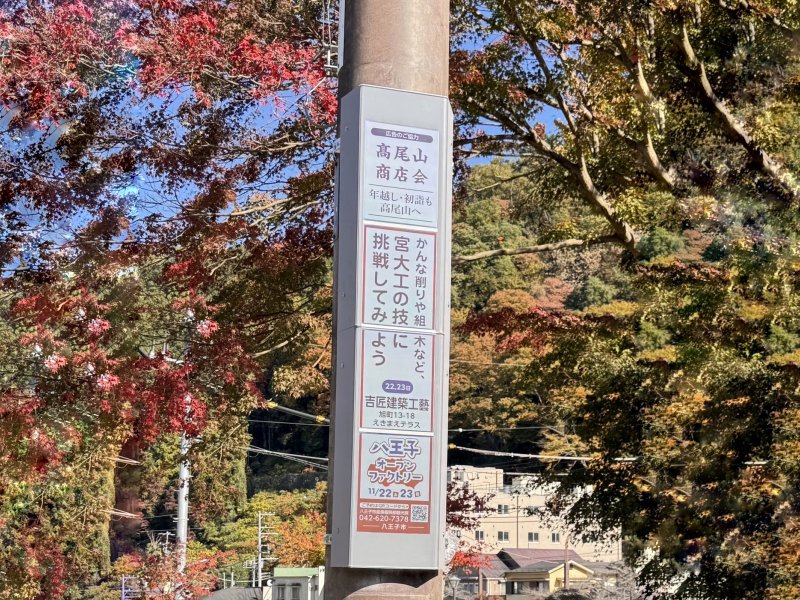 広告のご協力
高尾山
商店会
年越し・初詣も
高尾山へ
かんな削りや組木など、
宮大工の技に
挑戦してみよう
22,23日
吉匠建築工藝
旭町13-18
えきまえテラス
八王子
オープン
ファクトリー
11/22日23日
042-620-7378
八王子市